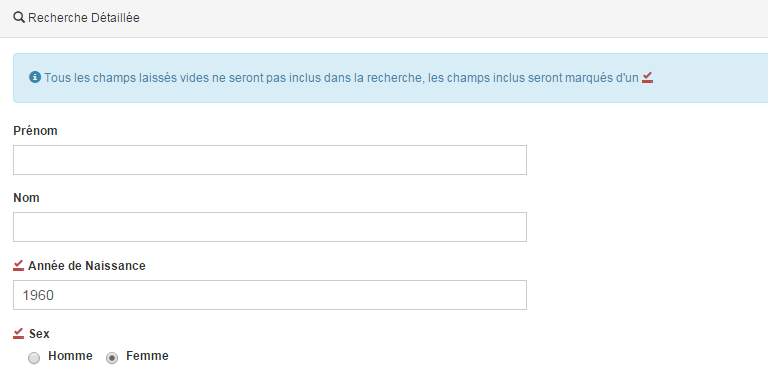 Recherche Détaillée
Tous les champs laissés vides ne seront pas inclus dans la recherche, les champs inclus seront marqués d'un
Prénom
Nom
Année de Naissance
1960
Sex
Homme Femme